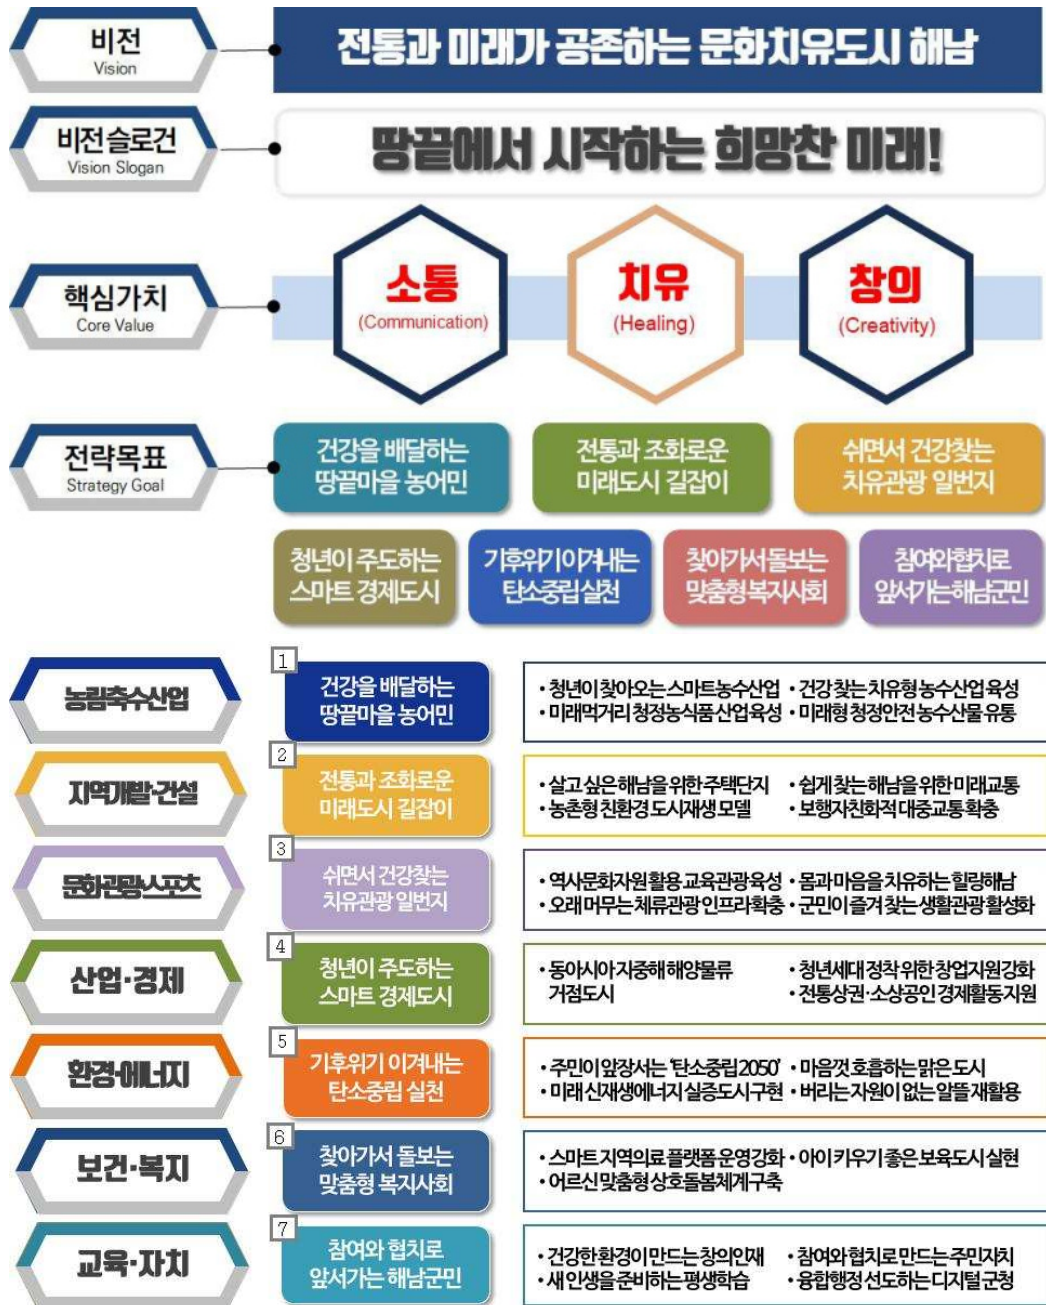 비전
Vision
전통과 미래가 공존하는 문화치유도시 해남
비전슬로건
Vision Slogan
땅끝에서 시작하는 희망찬 미래!
핵심가치
Core Value
소통
(Communication)
치유
(Healing)
창의
(Creativity)
전략목표
Strategy Goal
건강을 배달하는
땅끝마을 농어민
전통과 조화로운
미래도시 길잡이
쉬면서 건강찾는
치유관광 일번지
청년이 주도하는
스마트 경제도시
기후위기 이겨내는
탄소중립 실천
찾아가서 돌보는
맞춤형 복지사회
참여와 협치로
앞서가는 해남군민
농림축수산업
1
건강을 배달하는
땅끝마을 농어민
• 청년이 찾아오는 스마트농수산업 • 건강 찾는 치유형 농수산업 육성
• 미래먹거리 청정농식품 산업 육성 • 미래형 청정안전 농수산물 유통
지역개발·건설
2
전통과 조화로운
미래도시 길잡이
• 살고 싶은 해남을 위한 주택단지 • 쉽게 찾는 해남을 위한 미래교통
• 농촌형 친환경 도시재생 모델 • 보행자친화적 대중교통 확충
문화·관광·스포츠
3
쉬면서 건강찾는
치유관광 일번지
• 역사문화자원 활용 교육관광 육성 • 몸과 마음을 치유하는 힐링해남
• 오래 머무는 체류관광 인프라 확충 • 군민이 즐겨 찾는 생활관광 활성화
산업·경제
4
청년이 주도하는
스마트 경제도시
• 동아시아 지중해 해양물류 • 청년세대 정착 위한 창업지원강화
거점도시 • 전통상권·소상공인 경제활동지원
환경·에너지
5
기후위기 이겨내는
탄소중립 실천
• 주민이 앞장서는 '탄소중립2050' • 마음껏 호흡하는 맑은 도시
• 미래 신재생에너지 실증도시 구현 • 버리는 자원이 없는 알뜰 재활용
보건·복지
6
찾아가서 돌보는
맞춤형 복지사회
• 스마트 지역의료 플랫폼 운영강화 • 아이 키우기 좋은 보육도시 실현
• 어르신 맞춤형 상호돌봄체계 구축
교육·자치
7
참여와 협치로
앞서가는 해남군민
• 건강한 환경이 만드는 창의인재 • 참여와 협치로 만드는 주민자치
• 새 인생을 준비하는 평생학습 • 융합행정 선도하는 디지털 군청